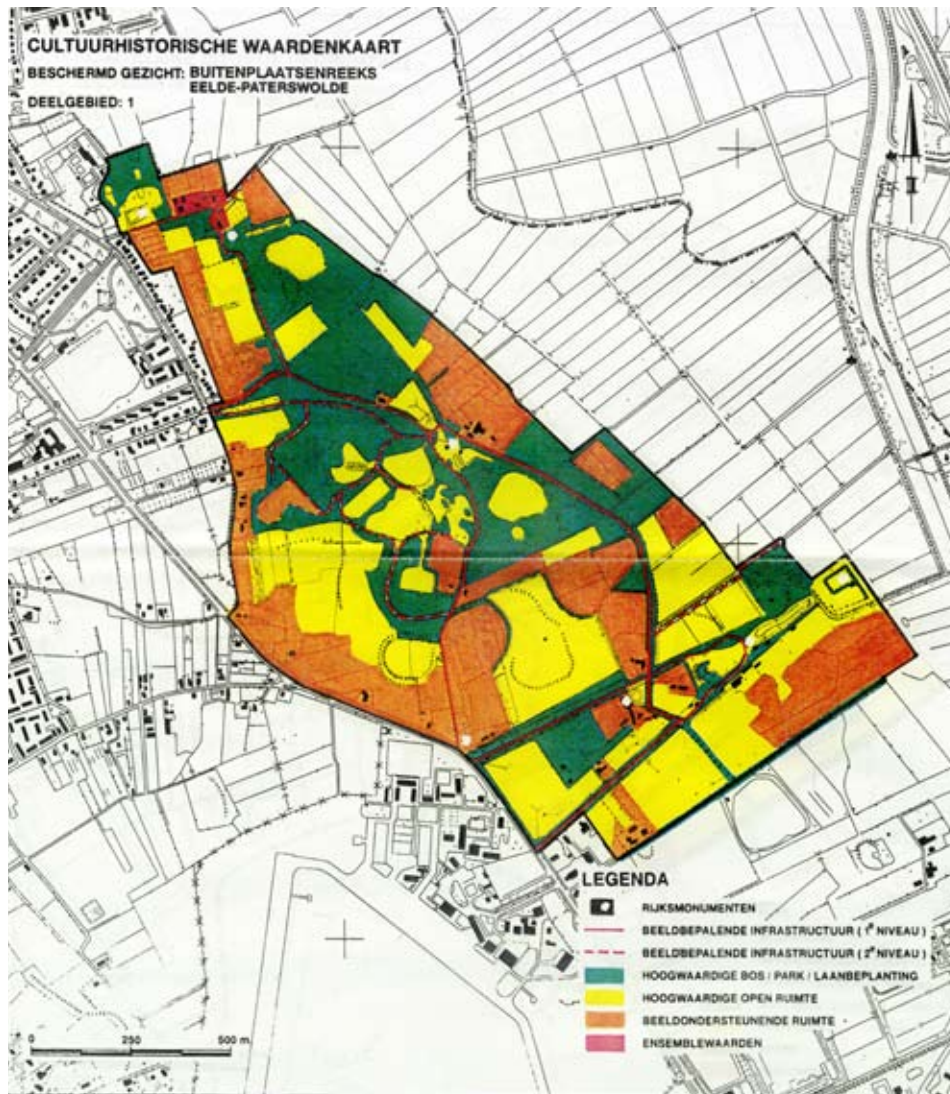 CULTUURHISTORISCHE WAARDENKAART
BESCHERMD GEZICHT: BUITENPLAATSENREEKS
EELDE-PATERSWOLDE
DEELGEBIED: 1
LEGENDA
RIJKSMONUMENTEN
BEELDBEPALENDE INFRASTRUCTUUR ( 1e NIVEAU )
BEELDBEPALENDE INFRASTRUCTUUR ( 2e NIVEAU )
HOOGWAARDIGE BOS / PARK / LAANBEPLANTING
HOOGWAARDIGE OPEN RUIMTE
BEELDONDERSTEUNENDE RUIMTE
ENSEMBLEWAARDEN
0 250 500 m